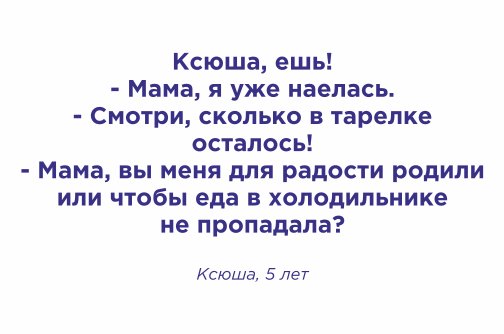 Ксюша, ешь!
- Мама, я уже наелась.
- Смотри, сколько в тарелке
осталось!
- Мама, вы меня для радости родили
или чтобы еда в холодильнике
не пропадала?
Ксюша, 5 лет